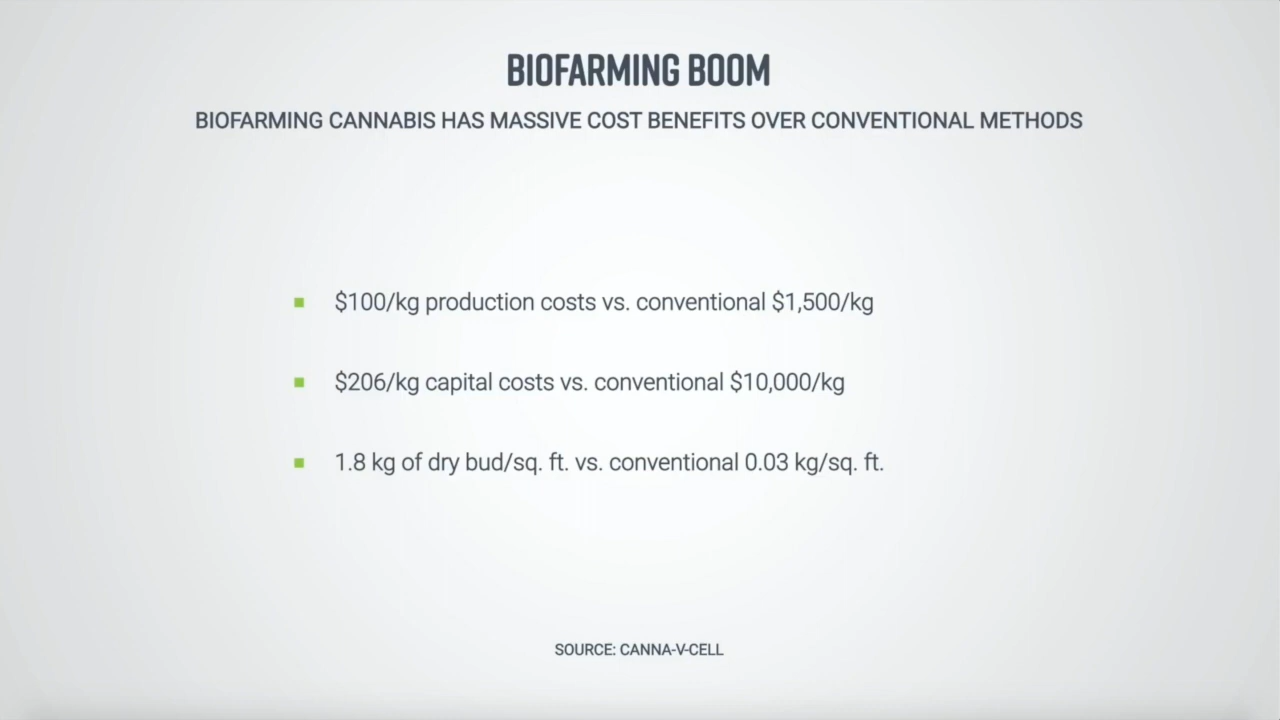 BIOFARMING BOOM
BIOFARMING CANNABIS HAS MASSIVE COST BENEFITS OVER CONVENTIONAL METHODS
$100/kg production costs vs. conventional $1,500/kg
$206/kg capital costs vs. conventional $10,000/kg
1.8 kg of dry bud/sq. ft. vs. conventional 0.03 kg/sq. ft.
SOURCE: CANNA-V-CELL